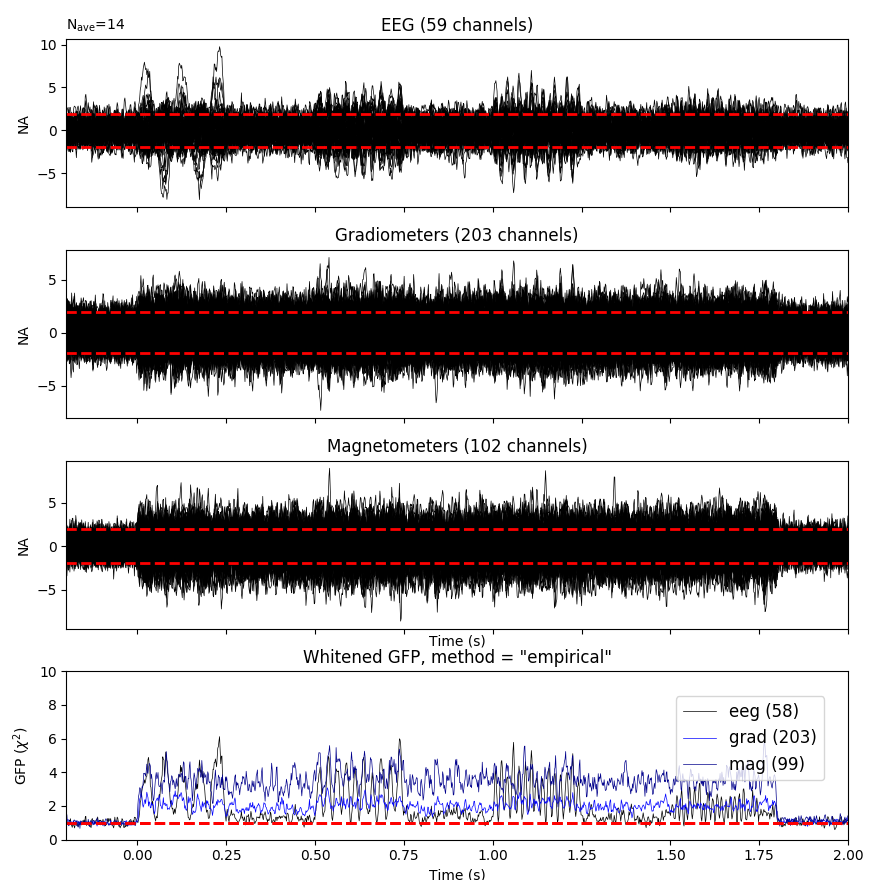 N_ave=14
EEG (59 channels)
10
5
0
−5
NA
Gradiometers (203 channels)
5
0
−5
NA
Magnetometers (102 channels)
5
0
−5
NA
Time (s)
Whitened GFP, method = "empirical"
10
8
6
4
2
0
GFP (χ²)
eeg (58)
grad (203)
mag (99)
0.00 0.25 0.50 0.75 1.00 1.25 1.50 1.75 2.00
Time (s)